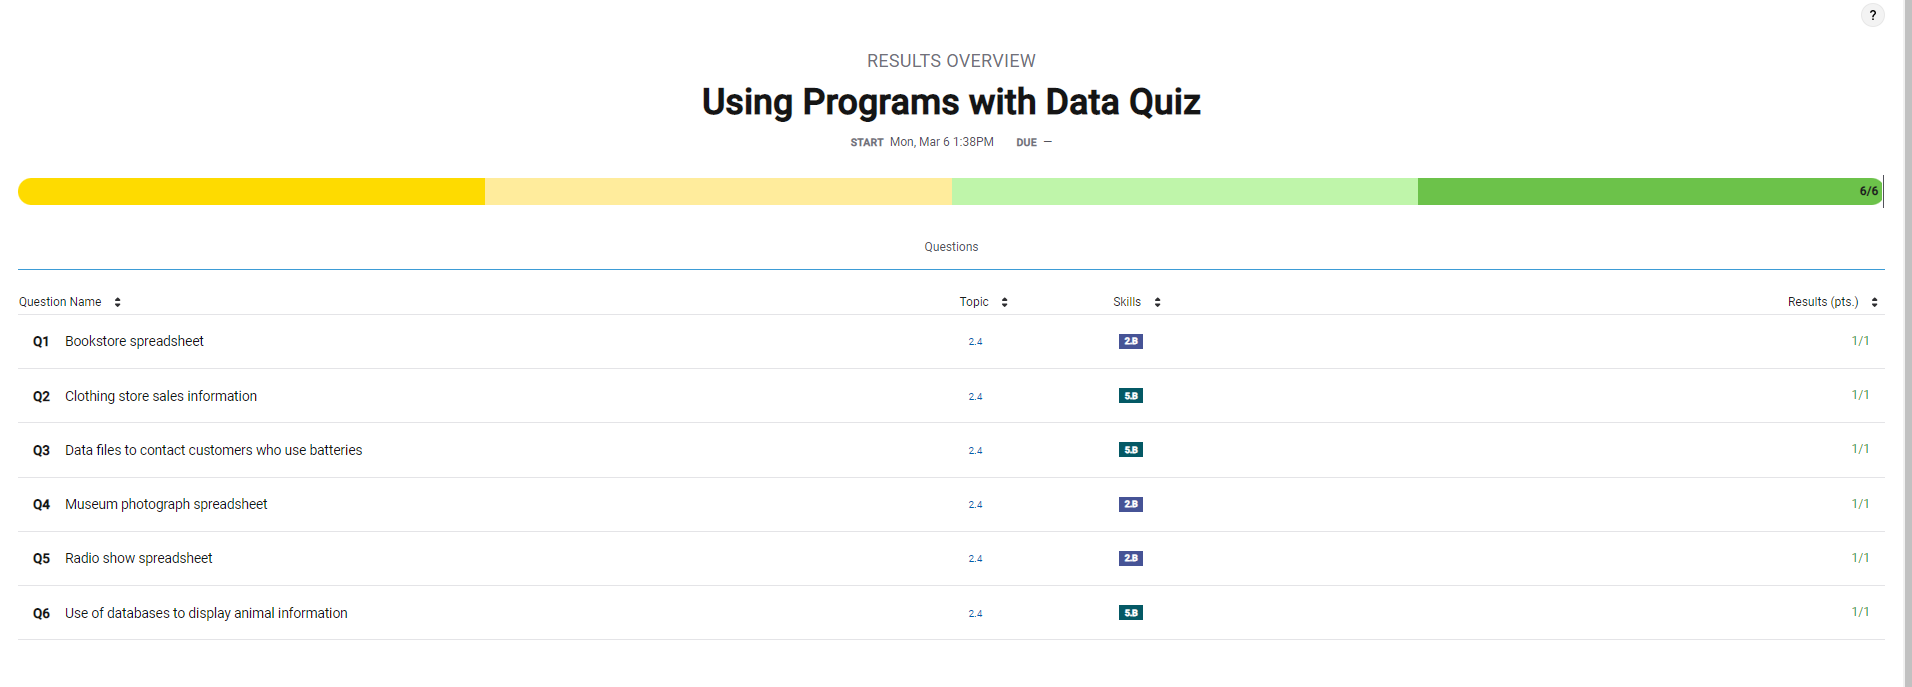 ?
RESULTS OVERVIEW
Using Programs with Data Quiz
START Mon, Mar 6 1:38PM DUE —
6/6
Questions
Question Name Topic Skills Results (pts.)
Q1 Bookstore spreadsheet 2.4 2.B 1/1
Q2 Clothing store sales information 2.4 5.B 1/1
Q3 Data files to contact customers who use batteries 2.4 5.B 1/1
Q4 Museum photograph spreadsheet 2.4 2.B 1/1
Q5 Radio show spreadsheet 2.4 2.B 1/1
Q6 Use of databases to display animal information 2.4 5.B 1/1